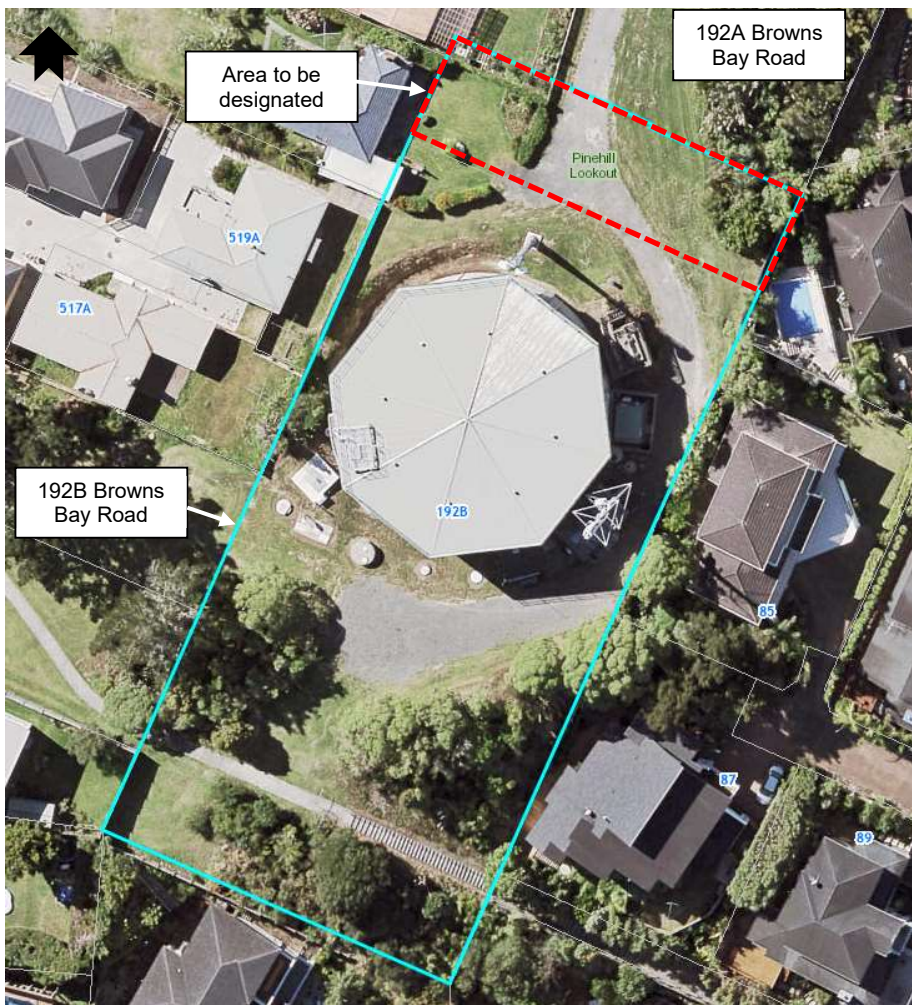 192A Browns
Bay Road
Area to be
designated
Pinehill
Lookout
519A
517A
192B Browns
Bay Road
192B
85
87
89